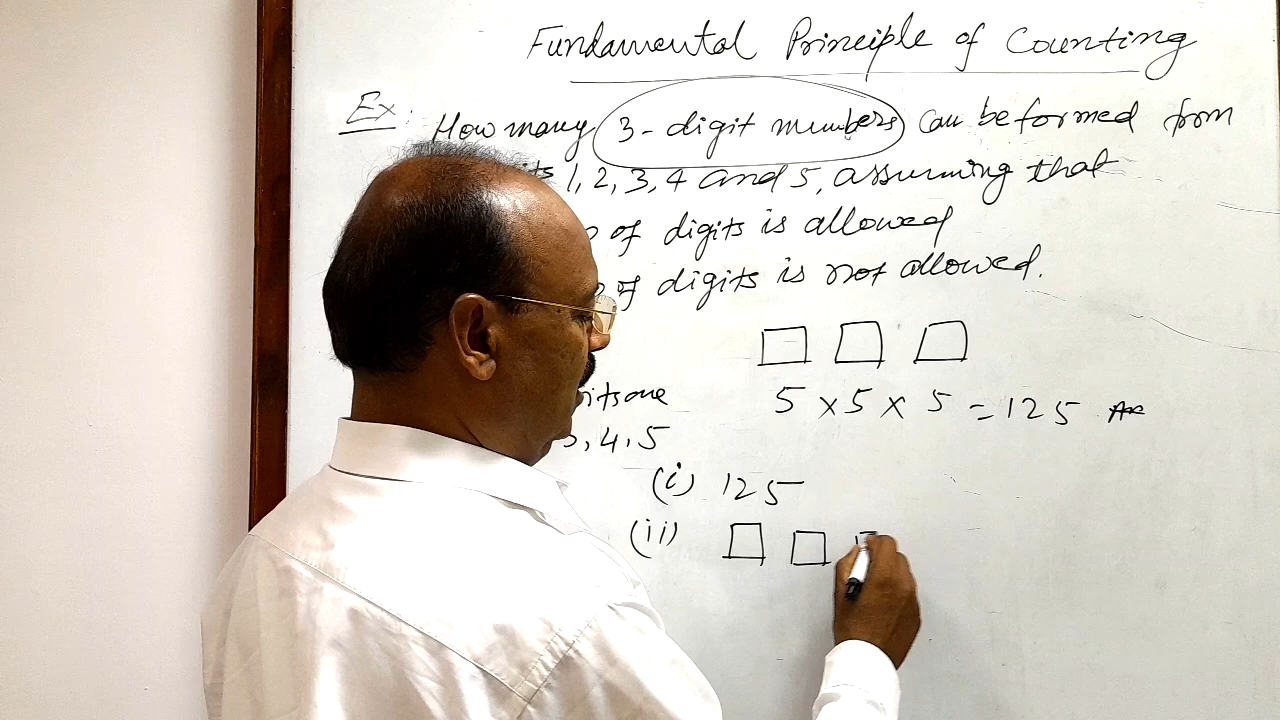 Fundamental Principle of Counting
Ex: How many 3-digit numbers can be formed from
1, 2, 3, 4 and 5, assuming that
of digits is allowed
of digits is not allowed.
5 × 5 × 5 = 125
4, 5
(i) 125
(ii)